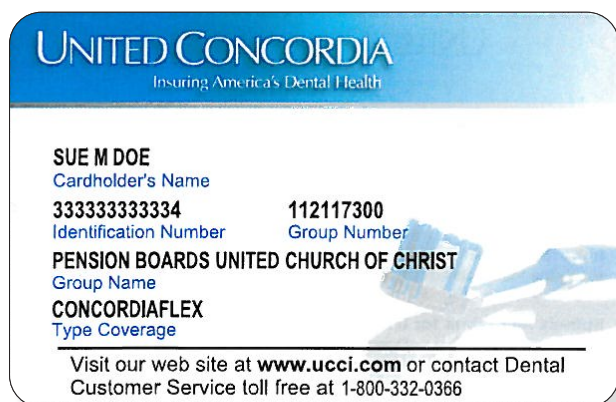 UNITED CONCORDIA
Insuring America's Dental Health
SUE M DOE
Cardholder's Name
333333333334 112117300
Identification Number Group Number
PENSION BOARDS UNITED CHURCH OF CHRIST
Group Name
CONCORDIAFLEX
Type Coverage
Visit our web site at www.ucci.com or contact Dental
Customer Service toll free at 1-800-332-0366